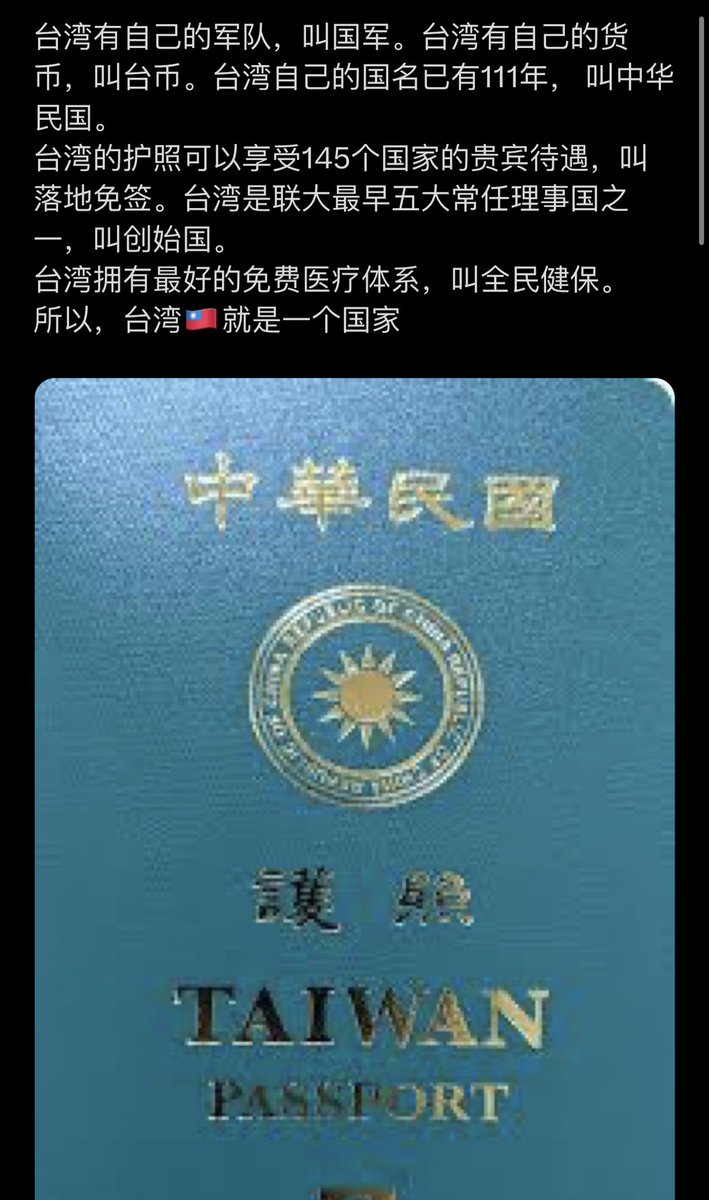 台湾有自己的军队，叫国军。台湾有自己的货
币，叫台币。台湾自己的国名已有111年， 叫中华
民国。
台湾的护照可以享受145个国家的贵宾待遇，叫
落地免签。台湾是联大最早五大常任理事国之
一，叫创始国。
台湾拥有最好的免费医疗体系，叫全民健保。
所以，台湾🇹🇼就是一个国家
中華民國
REPUBLIC OF CHINA REPUBLIC OF CHINA REPUBLIC OF CHINA
護照
TAIWAN
PASSPORT